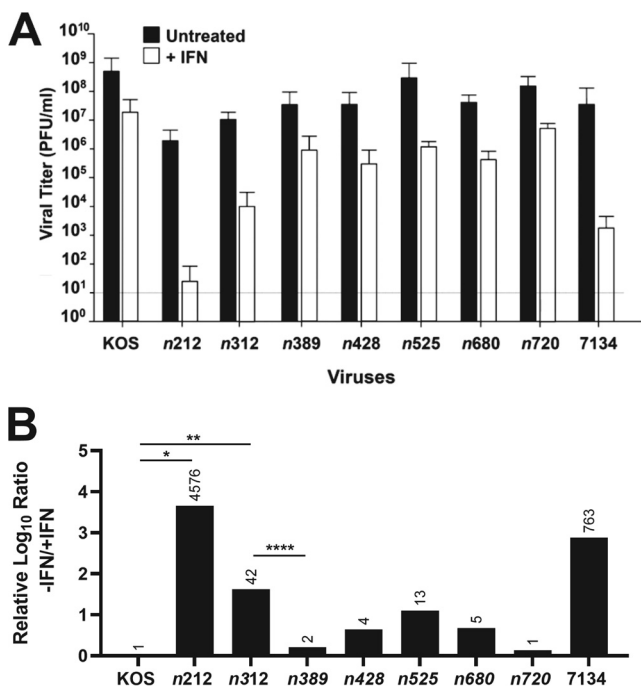 A
Untreated
+ IFN
Viral Titer (PFU/ml)
10¹⁰
10⁹
10⁸
10⁷
10⁶
10⁵
10⁴
10³
10²
10¹
10⁰
KOS n212 n312 n389 n428 n525 n680 n720 7134
Viruses
B
Relative Log₁₀ Ratio
-IFN/+IFN
5
4
3
2
1
0
**
*
****
1 4576 42 2 4 13 5 1 763
KOS n212 n312 n389 n428 n525 n680 n720 7134